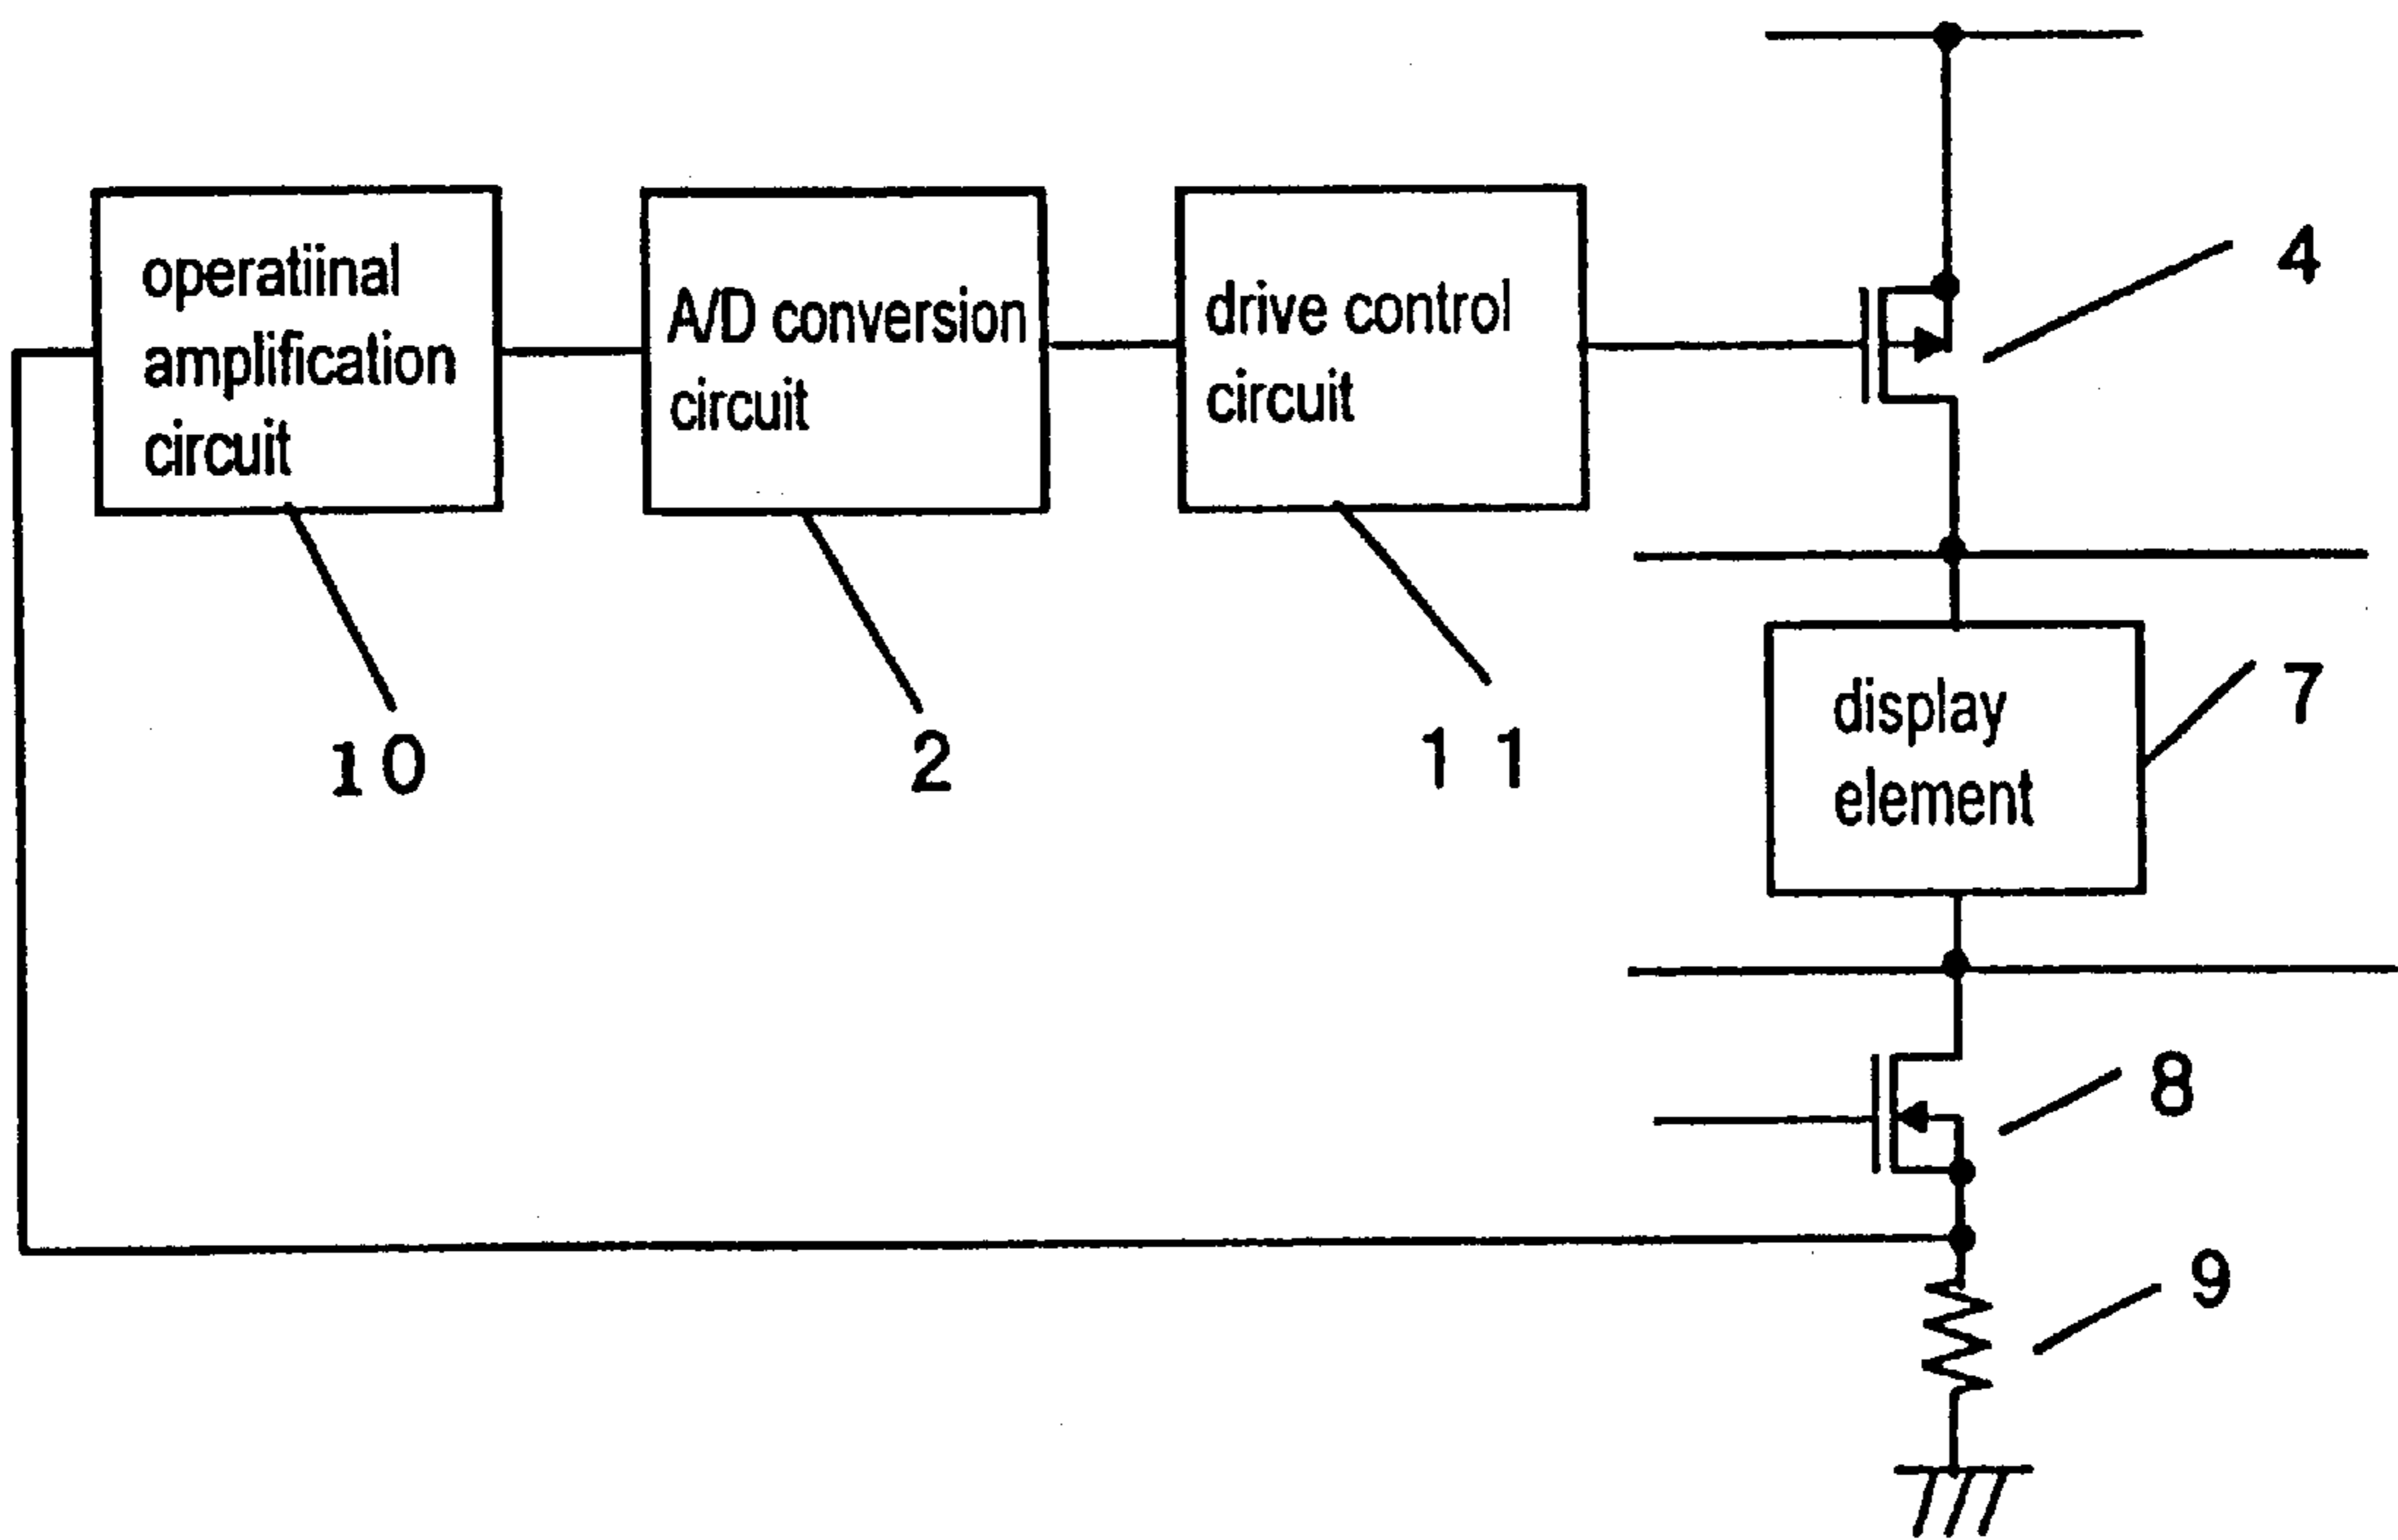 operatiinal
amplification
circuit
A/D conversion
circuit
drive control
circuit
4
10
2
11
display
element
7
8
9